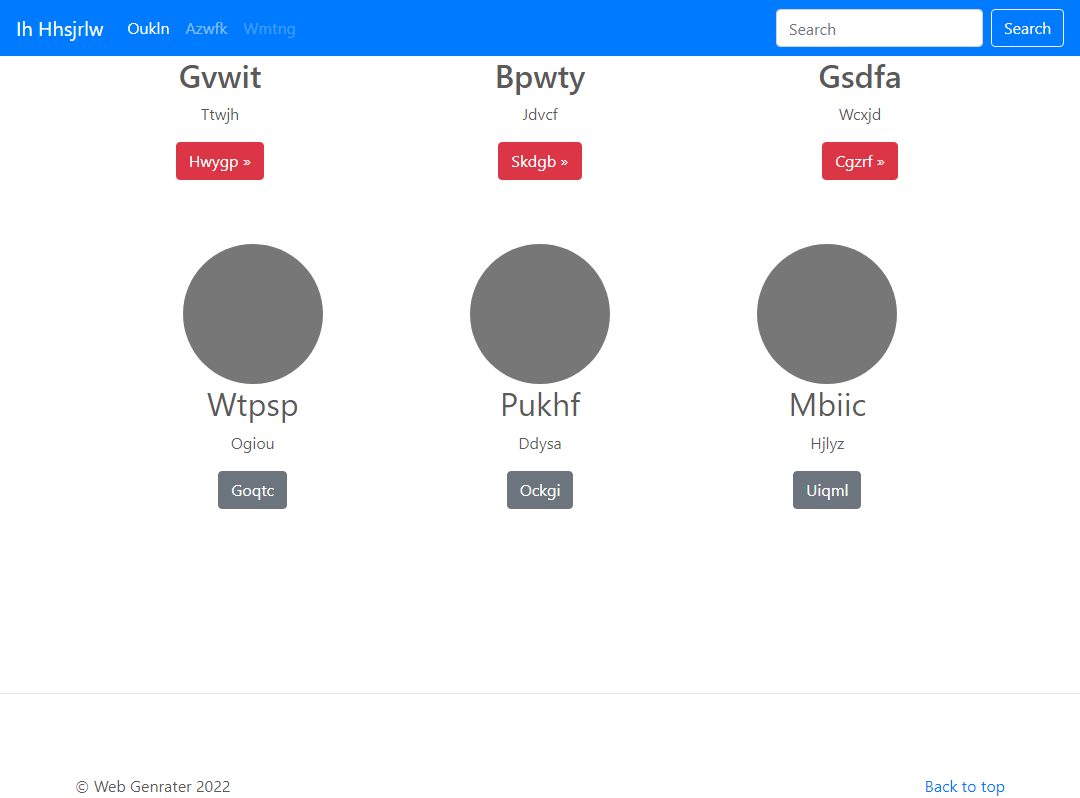 Ih Hhsjrlw Oukln Azwfk Wmtng Search Search
Gvwit Bpwty Gsdfa
Ttwjh Jdvcf Wcxjd
Hwygp » Skdgb » Cgzrf »
Wtpsp Pukhf Mbiic
Ogiou Ddysa Hjlyz
Goqtc Ockgi Uiqml
© Web Genrater 2022 Back to top